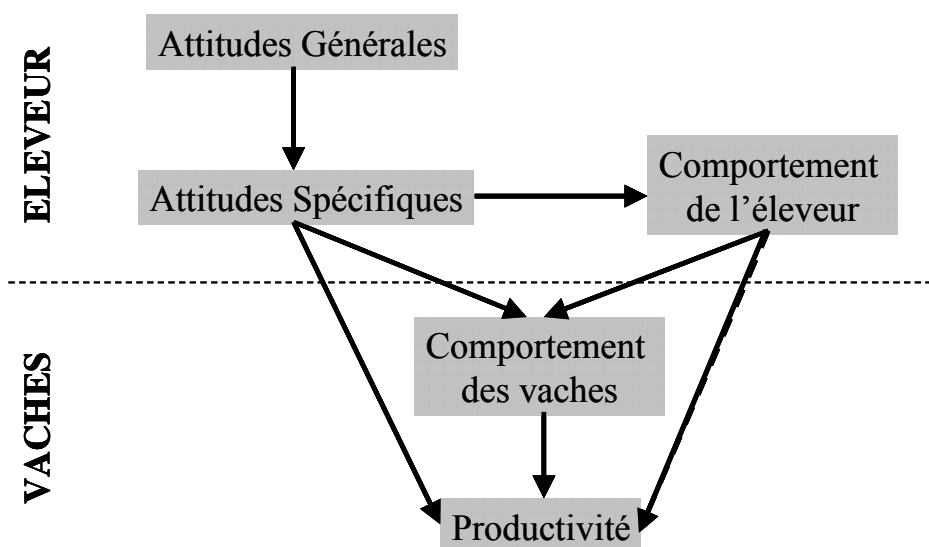 ELEVEUR
Attitudes Générales
Attitudes Spécifiques
Comportement
de l’éleveur
VACHES
Comportement
des vaches
Productivité